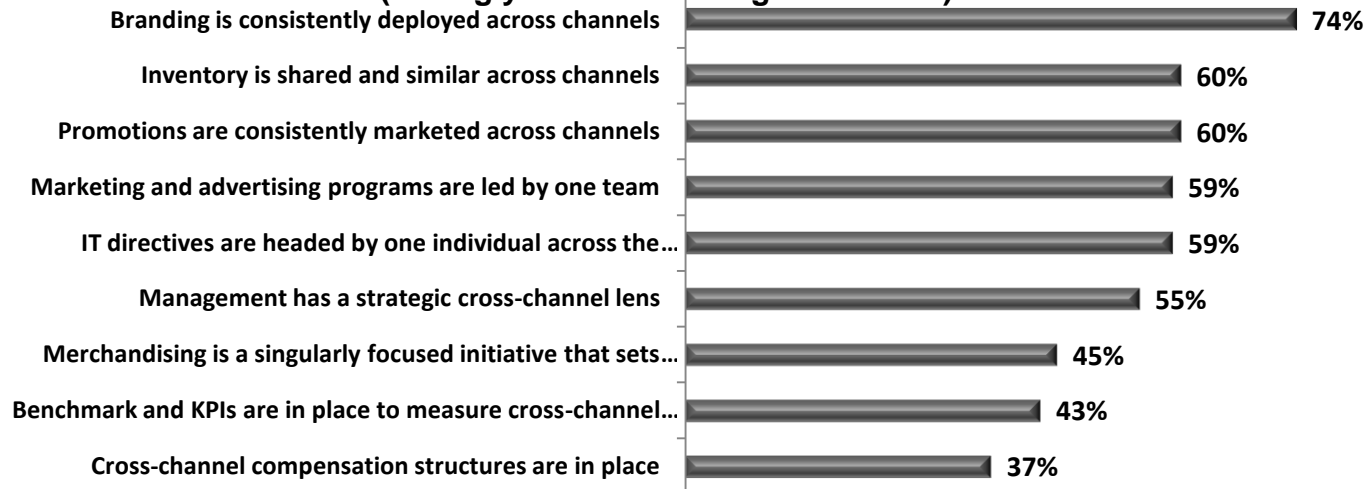 Branding is consistently deployed across channels 74%
Inventory is shared and similar across channels 60%
Promotions are consistently marketed across channels 60%
Marketing and advertising programs are led by one team 59%
IT directives are headed by one individual across the… 59%
Management has a strategic cross-channel lens 55%
Merchandising is a singularly focused initiative that sets… 45%
Benchmark and KPIs are in place to measure cross-channel… 43%
Cross-channel compensation structures are in place 37%